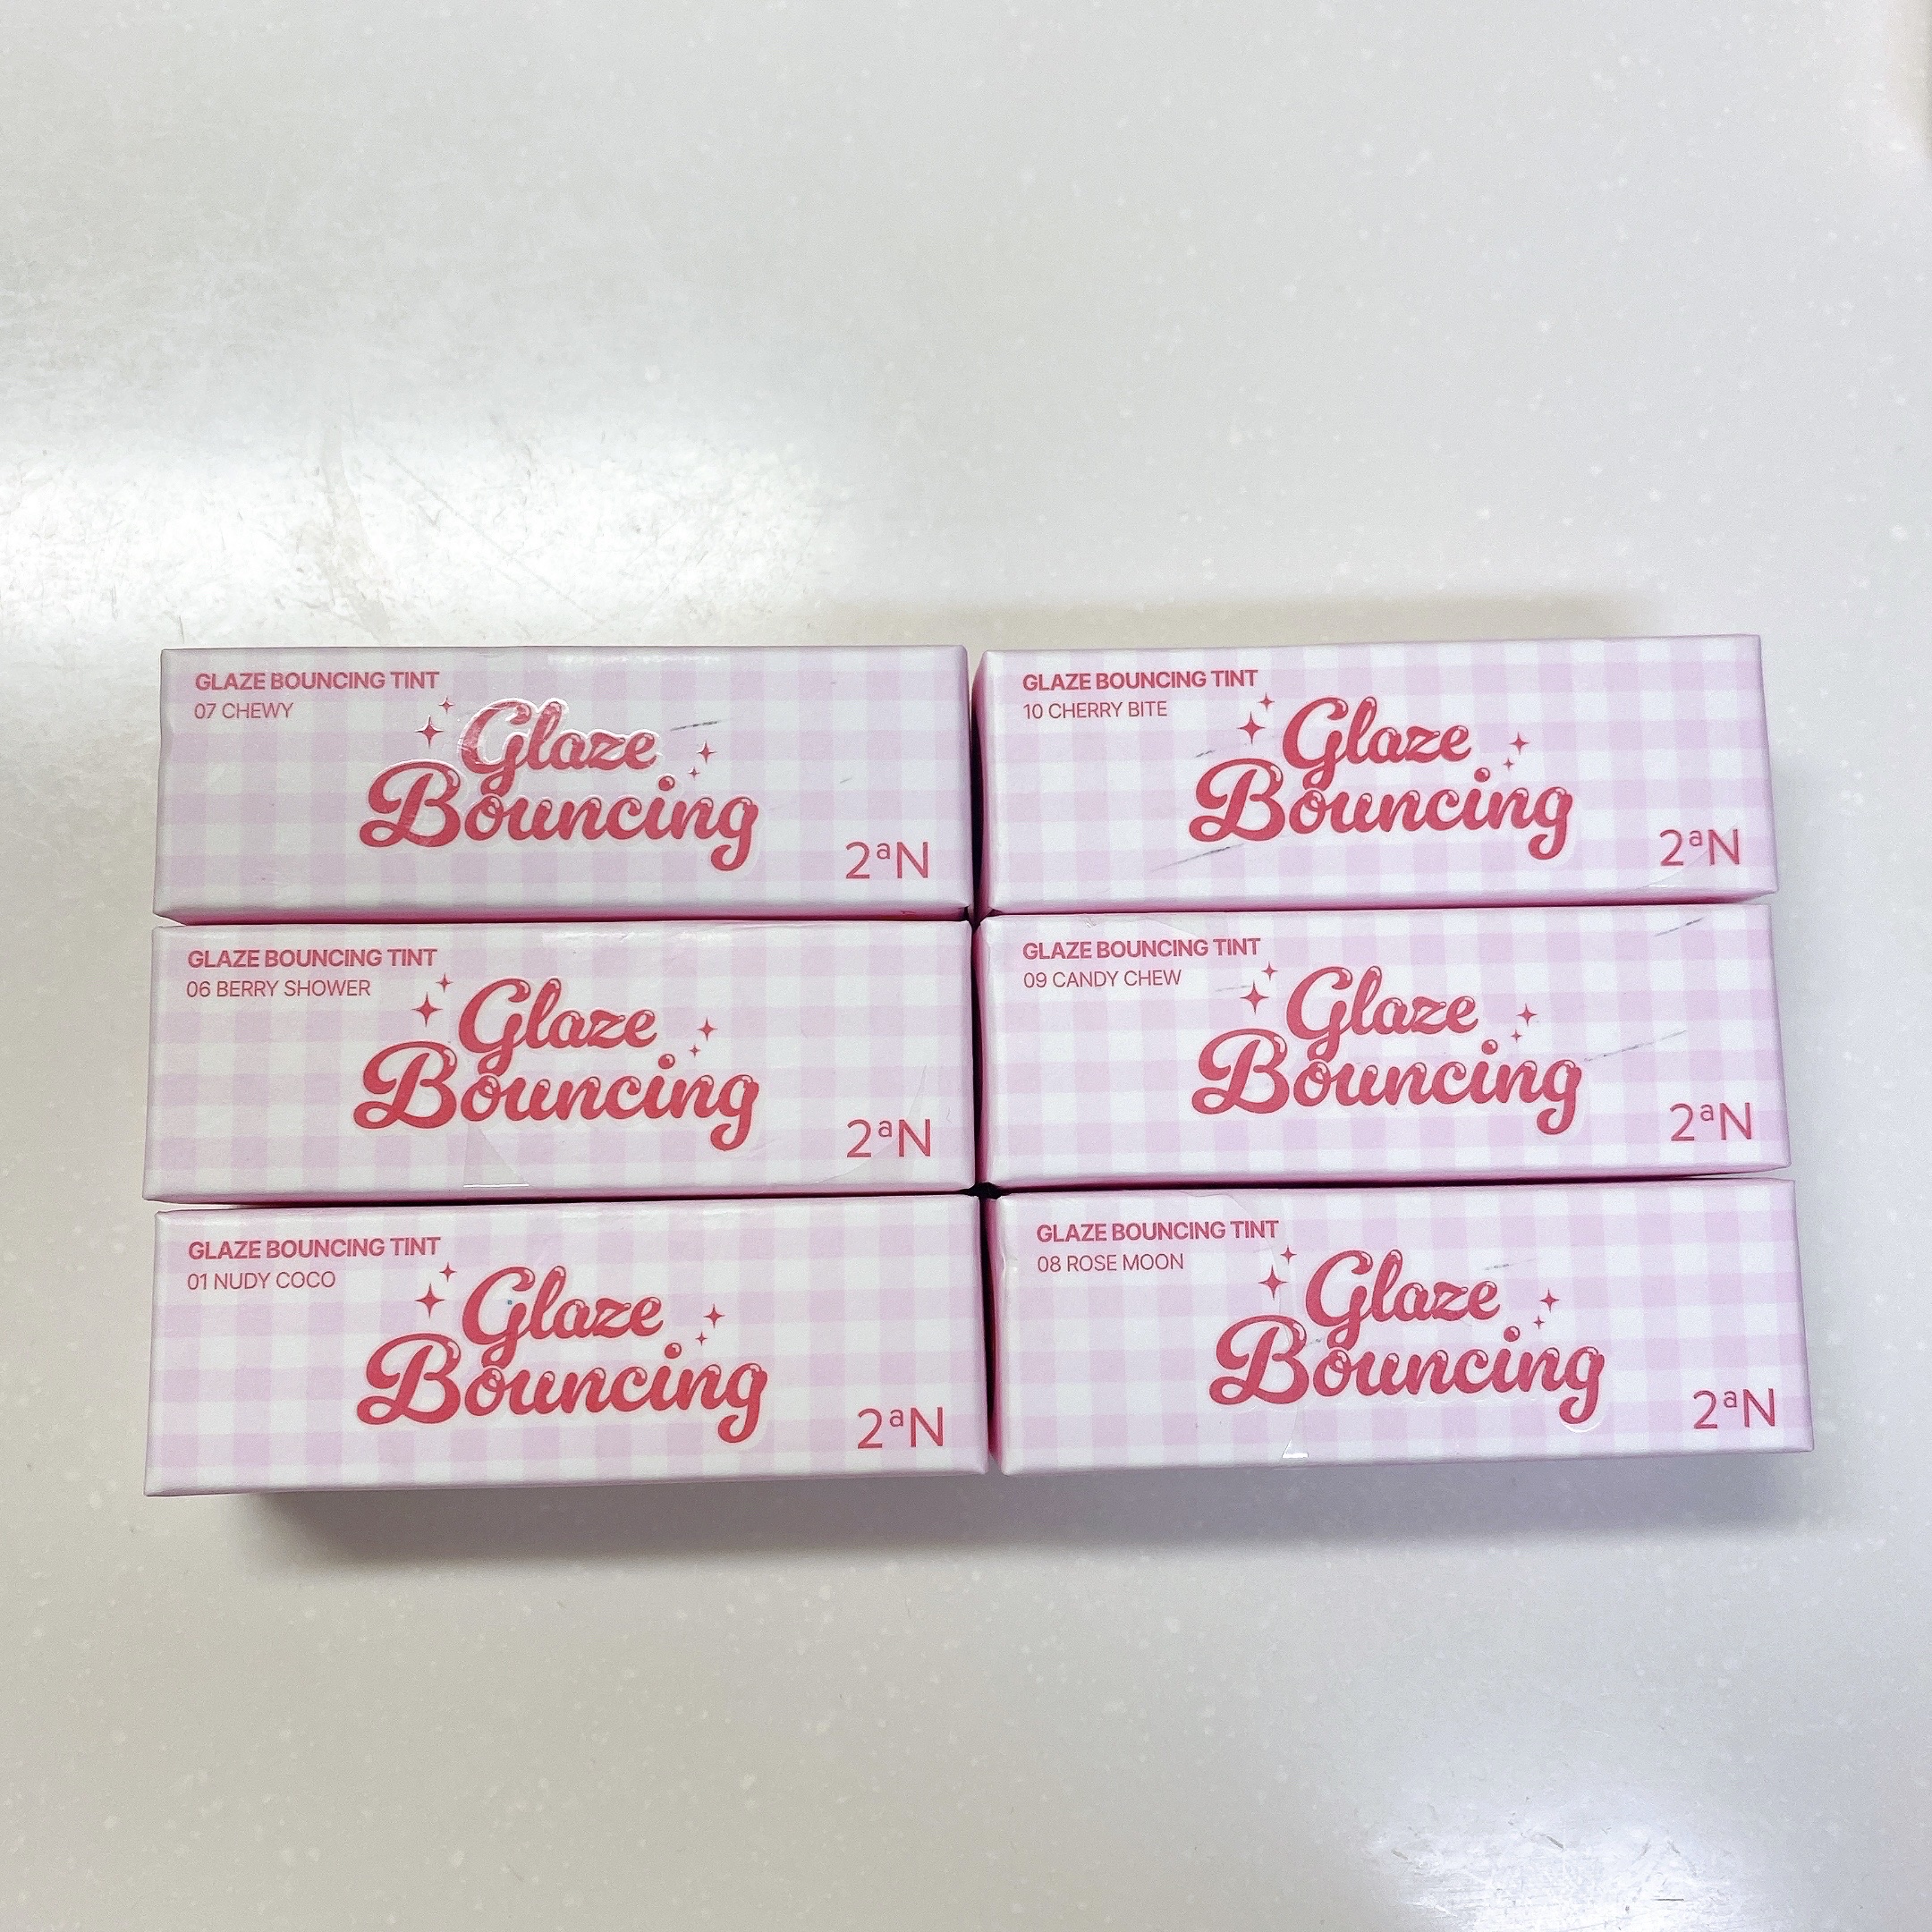 GLAZE BOUNCING TINT
07 CHEWY
Glaze
Bouncing
2aN
GLAZE BOUNCING TINT
10 CHERRY BITE
Glaze
Bouncing
2aN
GLAZE BOUNCING TINT
06 BERRY SHOWER
Glaze
Bouncing
2aN
GLAZE BOUNCING TINT
09 CANDY CHEW
Glaze
Bouncing
2aN
GLAZE BOUNCING TINT
01 NUDY COCO
Glaze
Bouncing
2aN
GLAZE BOUNCING TINT
08 ROSE MOON
Glaze
Bouncing
2aN